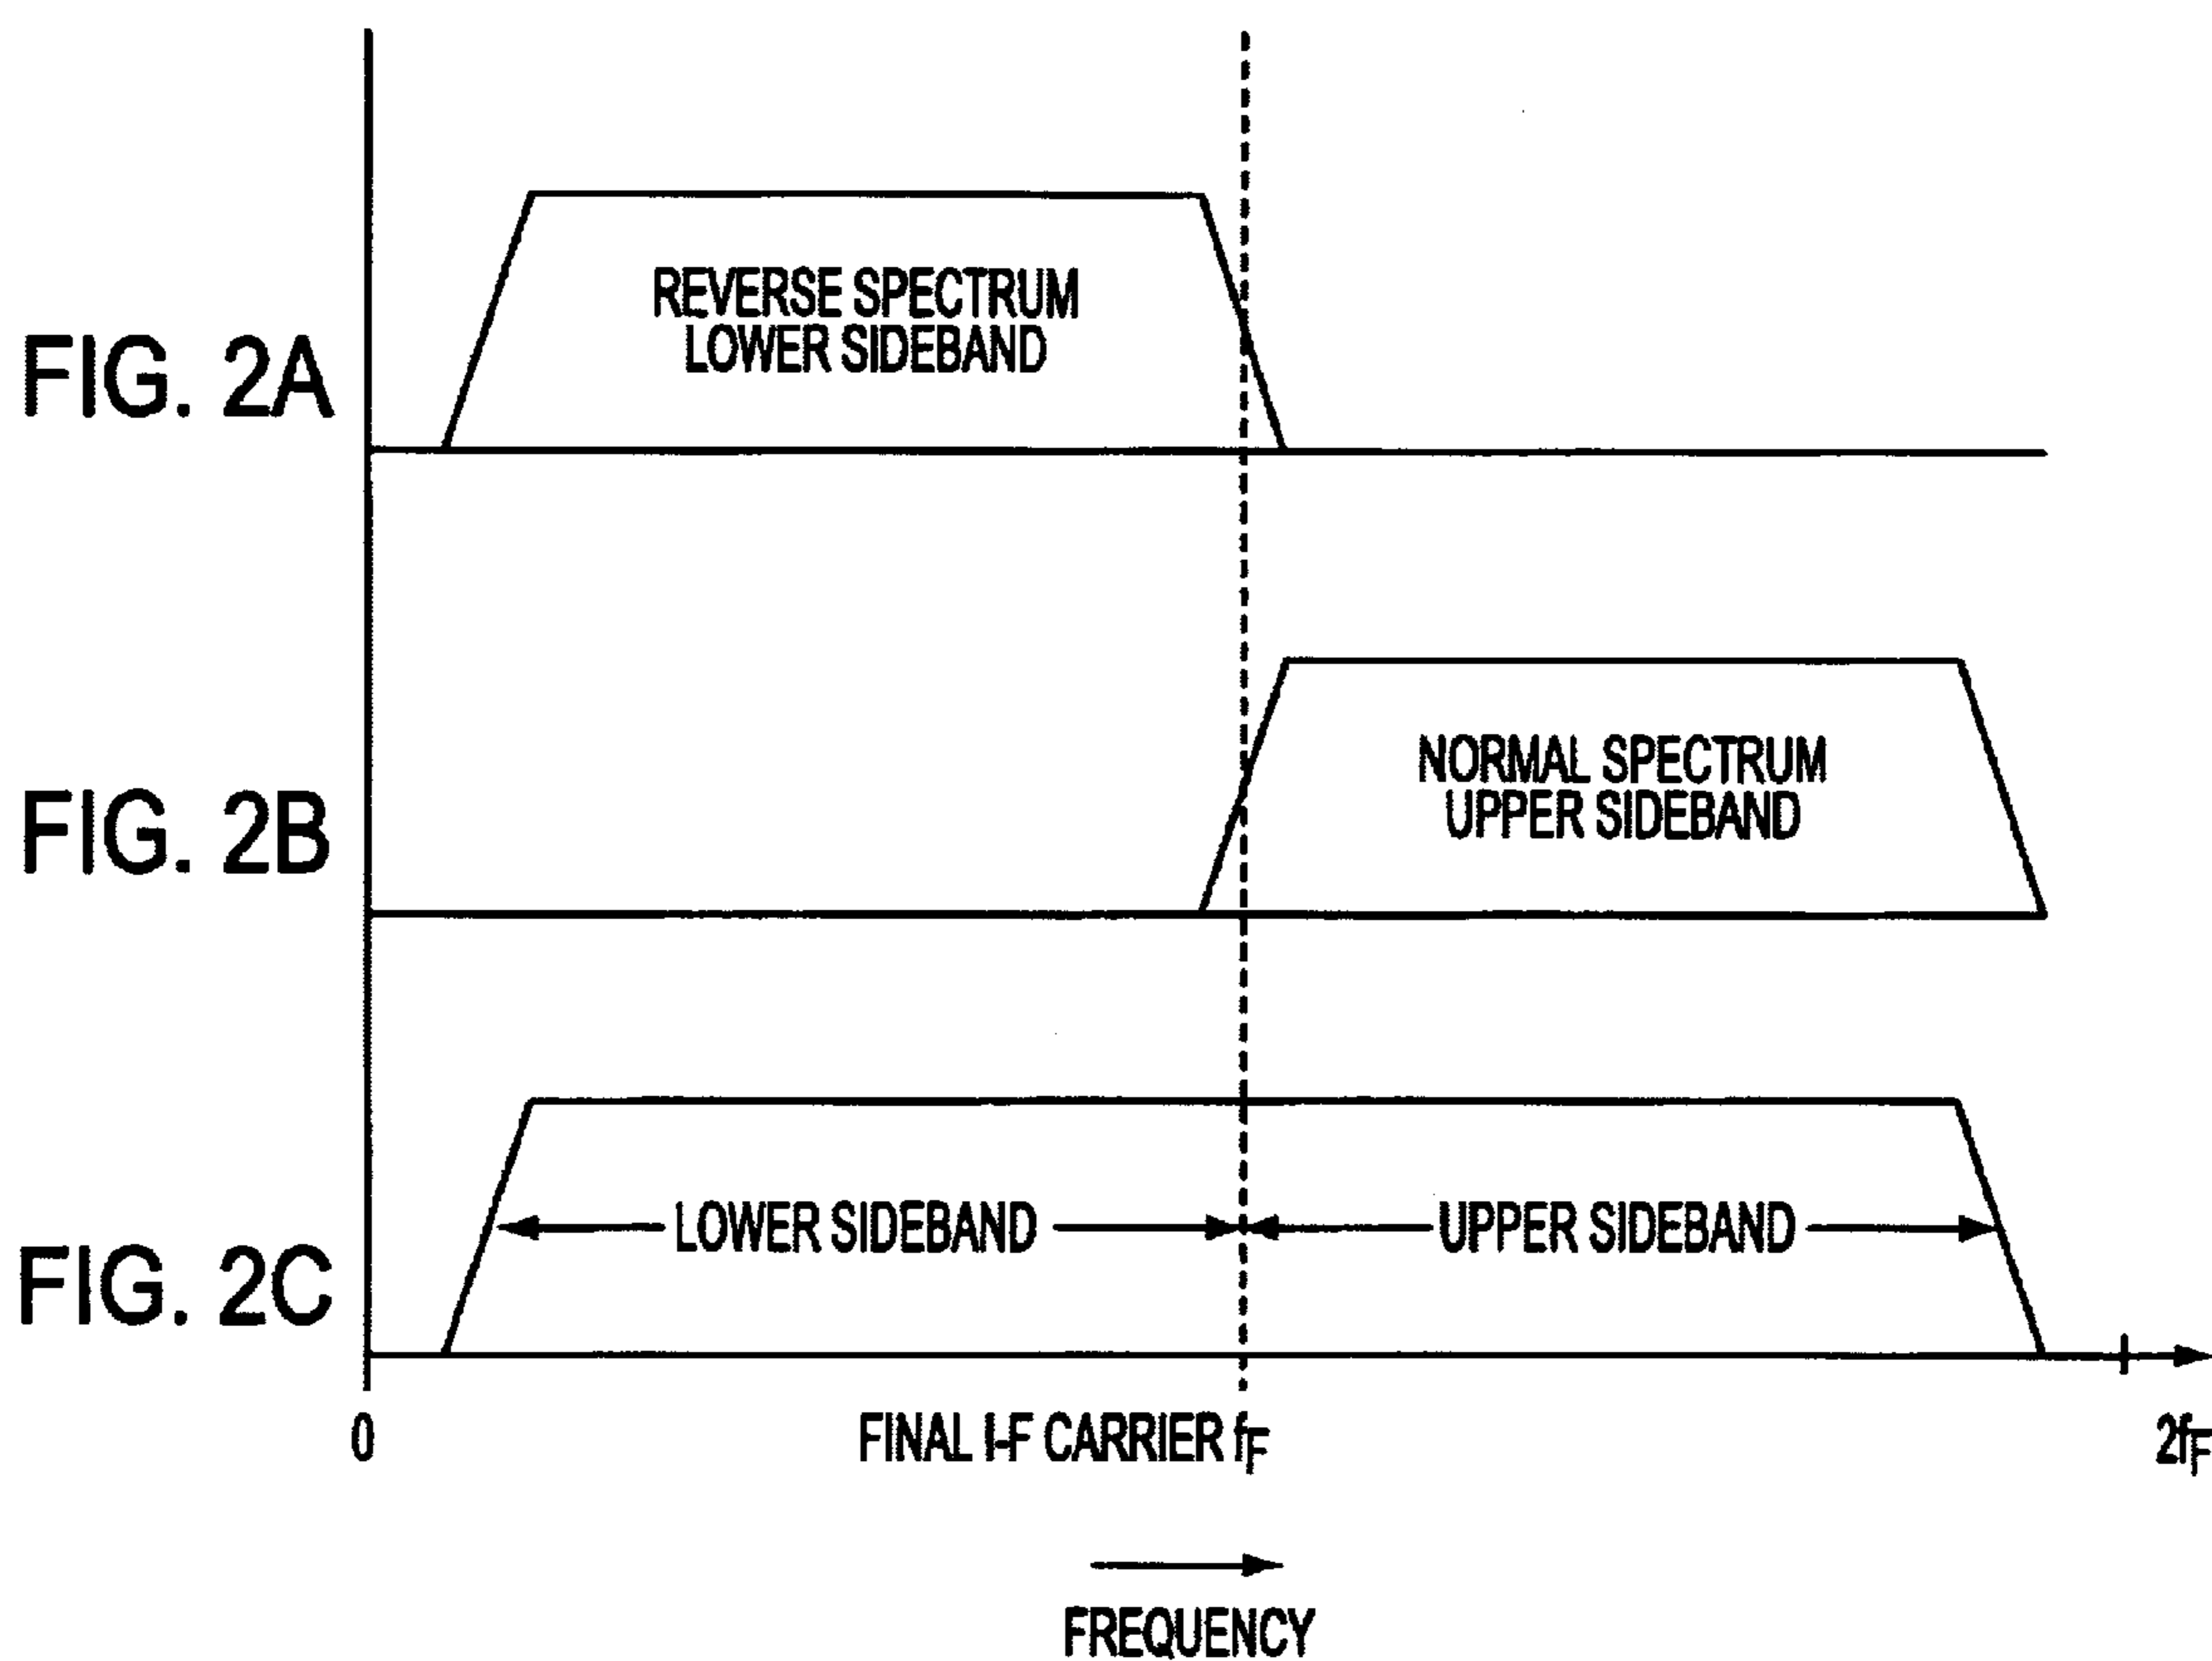 FIG. 2A
REVERSE SPECTRUM
LOWER SIDEBAND
FIG. 2B
NORMAL SPECTRUM
UPPER SIDEBAND
FIG. 2C
LOWER SIDEBAND
UPPER SIDEBAND
0
FINAL I-F CARRIER fF
2fF
FREQUENCY